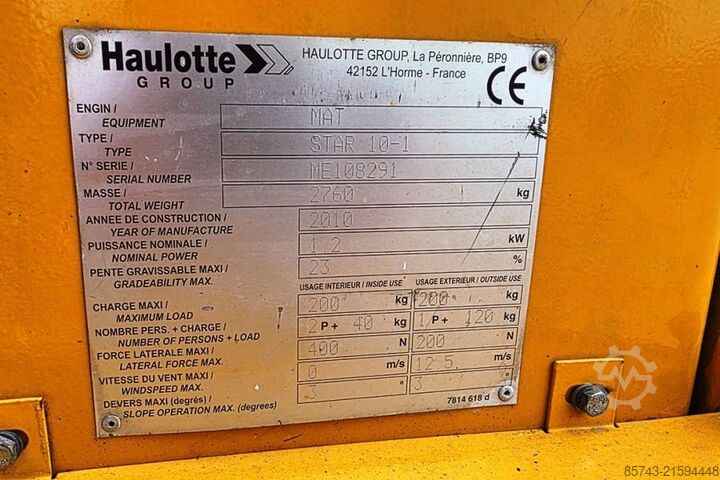 Haulotte
GROUP
HAULOTTE GROUP, La Péronnière, BP9
42152 L'Horme - France
CE
ENGIN / MAT
EQUIPMENT
TYPE / STAR 10-1
TYPE
N° SERIE / ME108291
SERIAL NUMBER
MASSE / 2760 kg
TOTAL WEIGHT
ANNEE DE CONSTRUCTION / 2010
YEAR OF MANUFACTURE
PUISSANCE NOMINALE / 1.2 kW
NOMINAL POWER
PENTE GRAVISSABLE MAXI / 23 %
GRADEABILITY MAX.
USAGE INTERIEUR / INSIDE USE USAGE EXTERIEUR / OUTSIDE USE
CHARGE MAXI / 200 kg 200 kg
MAXIMUM LOAD
NOMBRE PERS. + CHARGE / 2 P + 40 kg 1 P + 120 kg
NUMBER OF PERSONS + LOAD
FORCE LATERALE MAXI / 400 N 200 N
LATERAL FORCE MAX.
VITESSE DU VENT MAXI / 0 m/s 12.5 m/s
WINDSPEED MAX.
DEVERS MAXI (degrés) / 3 ° 3 °
SLOPE OPERATION MAX. (degrees)
7814 618 d
85743-21594448